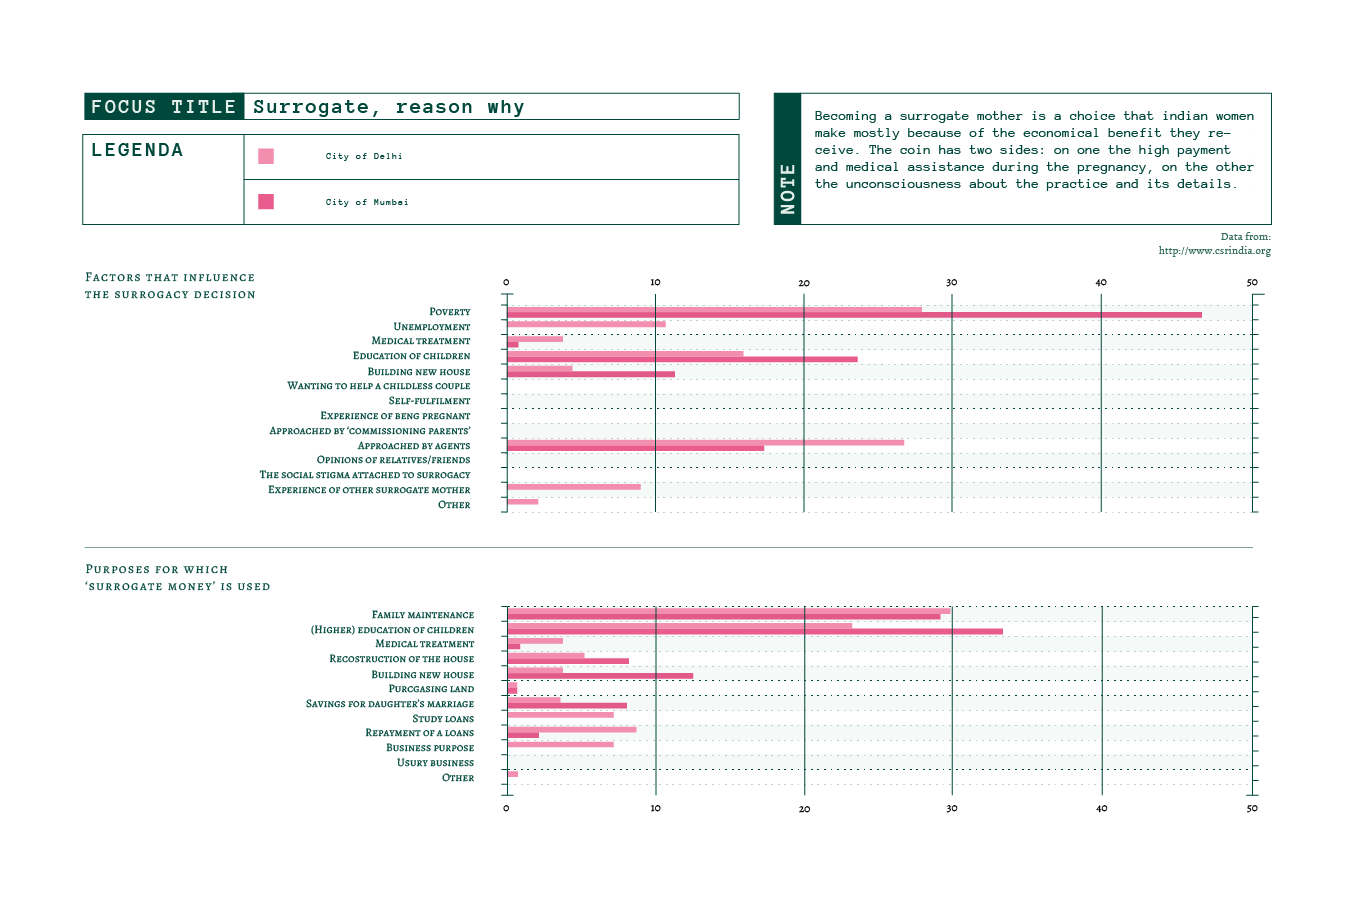 FOCUS TITLE Surrogate, reason why
LEGENDA
City of Delhi
City of Mumbai
NOTE
Becoming a surrogate mother is a choice that indian women
make mostly because of the economical benefit they re-
ceive. The coin has two sides: on one the high payment
and medical assistance during the pregnancy, on the other
the unconsciousness about the practice and its details.
Data from:
http://www.csrindia.org
Factors that influence
the surrogacy decision
0 10 20 30 40 50
Poverty
Unemployment
Medical treatment
Education of children
Building new house
Wanting to help a childless couple
Self-fulfilment
Experience of beng pregnant
Approached by ‘commissioning parents’
Approached by agents
Opinions of relatives/friends
The social stigma attached to surrogacy
Experience of other surrogate mother
Other
Purposes for which
‘surrogate money’ is used
Family maintenance
(Higher) education of children
Medical treatment
Recostruction of the house
Building new house
Purcgasing land
Savings for daughter’s marriage
Study loans
Repayment of a loans
Business purpose
Usury business
Other
0 10 20 30 40 50